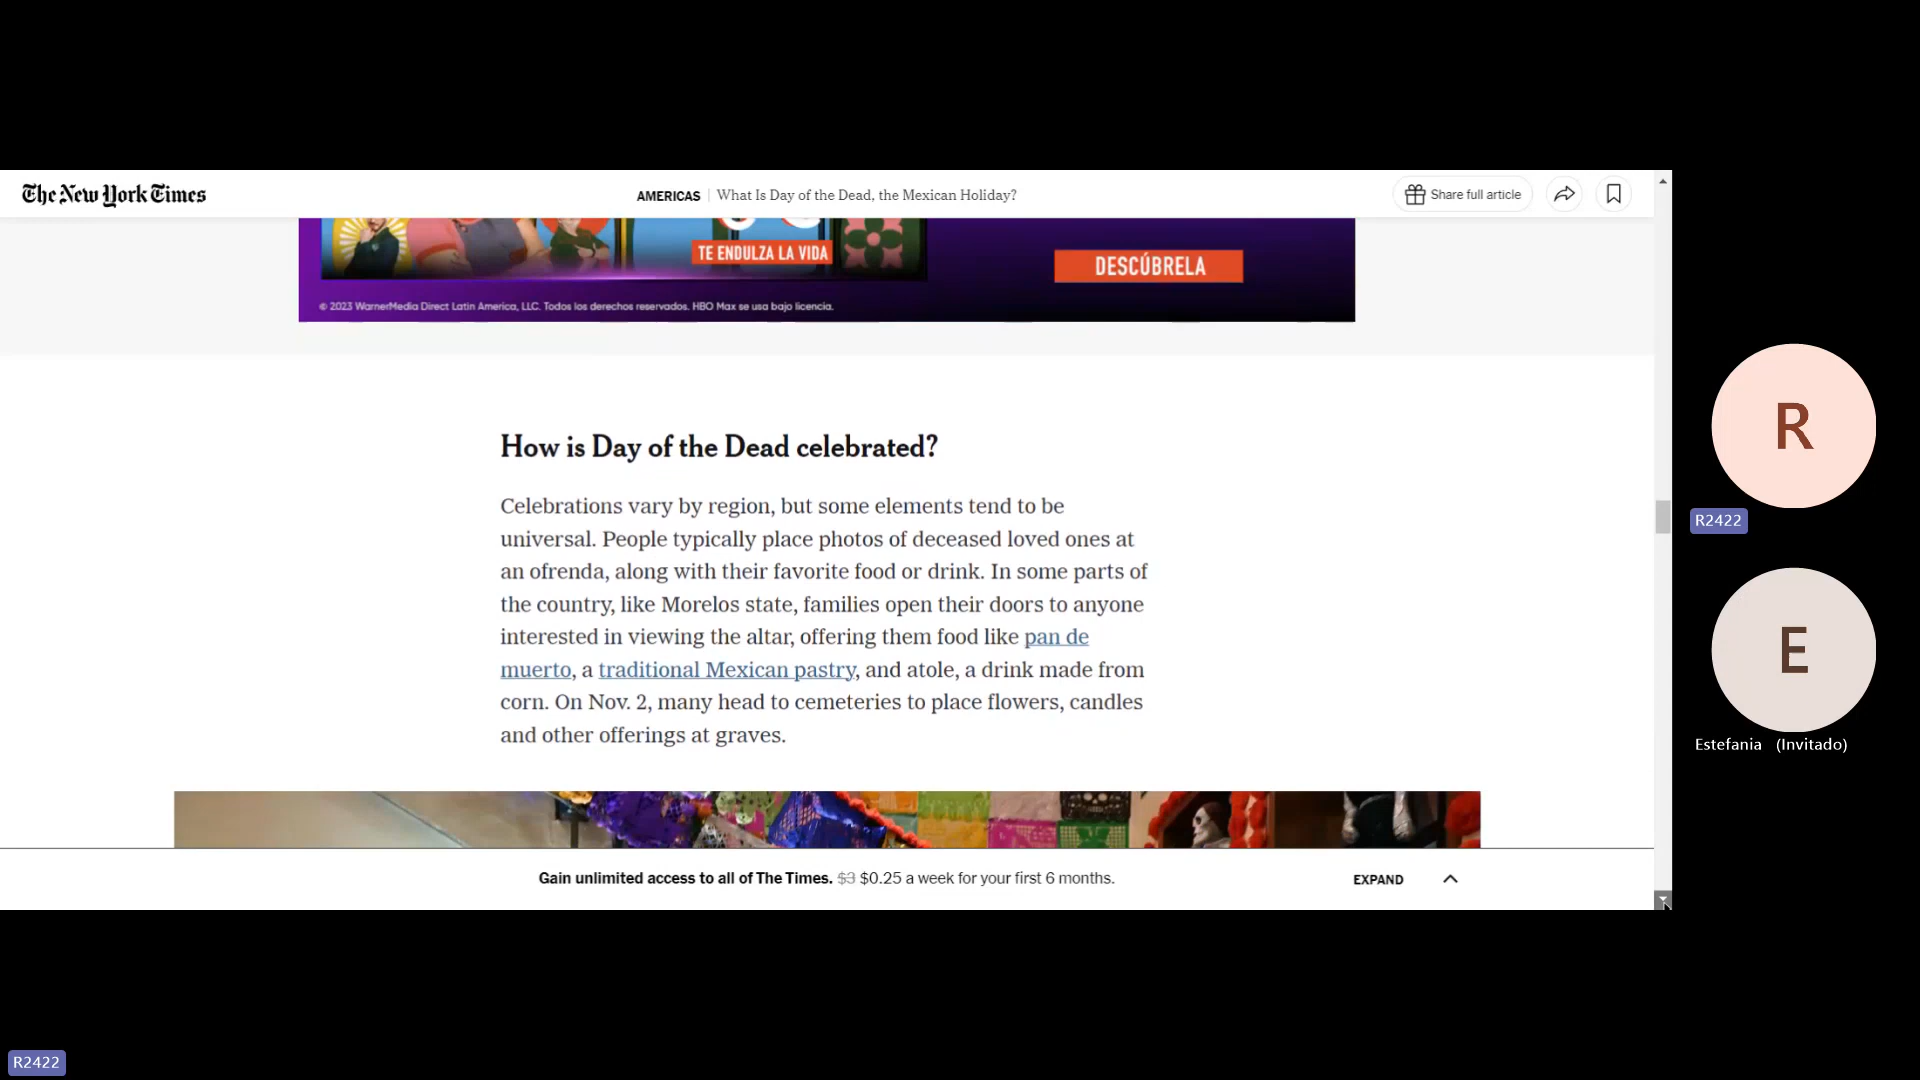 The New York Times
AMERICAS | What Is Day of the Dead, the Mexican Holiday?
Share full article
TE ENDULZA LA VIDA
DESCÚBRELA
© 2023 WarnerMedia Direct Latin America, LLC. Todos los derechos reservados. HBO Max se usa bajo licencia.
How is Day of the Dead celebrated?
Celebrations vary by region, but some elements tend to be
universal. People typically place photos of deceased loved ones at
an ofrenda, along with their favorite food or drink. In some parts of
the country, like Morelos state, families open their doors to anyone
interested in viewing the altar, offering them food like pan de
muerto, a traditional Mexican pastry, and atole, a drink made from
corn. On Nov. 2, many head to cemeteries to place flowers, candles
and other offerings at graves.
Gain unlimited access to all of The Times. $3 $0.25 a week for your first 6 months.
EXPAND
R
R2422
E
Estefania (Invitado)
R2422